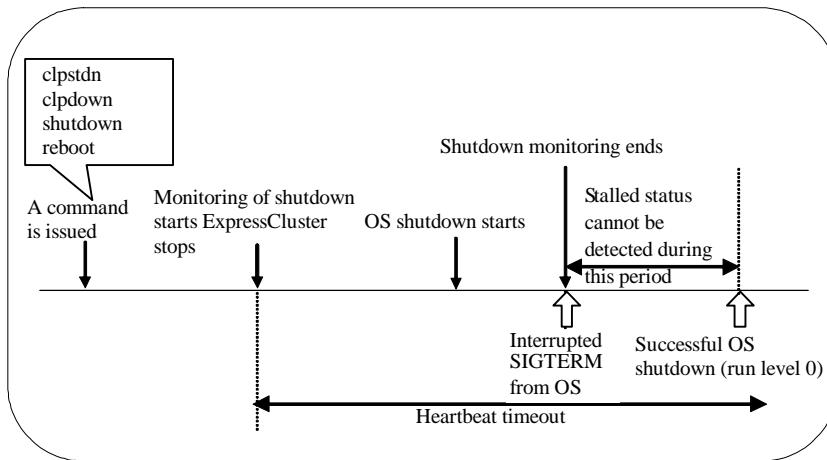 clpstdn
clpdown
shutdown
reboot
A command
is issued
Monitoring of shutdown
starts ExpressCluster
stops
OS shutdown starts
Shutdown monitoring ends
Stalled status
cannot be
detected during
this period
Interrupted
SIGTERM
from OS
Successful OS
shutdown (run level 0)
Heartbeat timeout